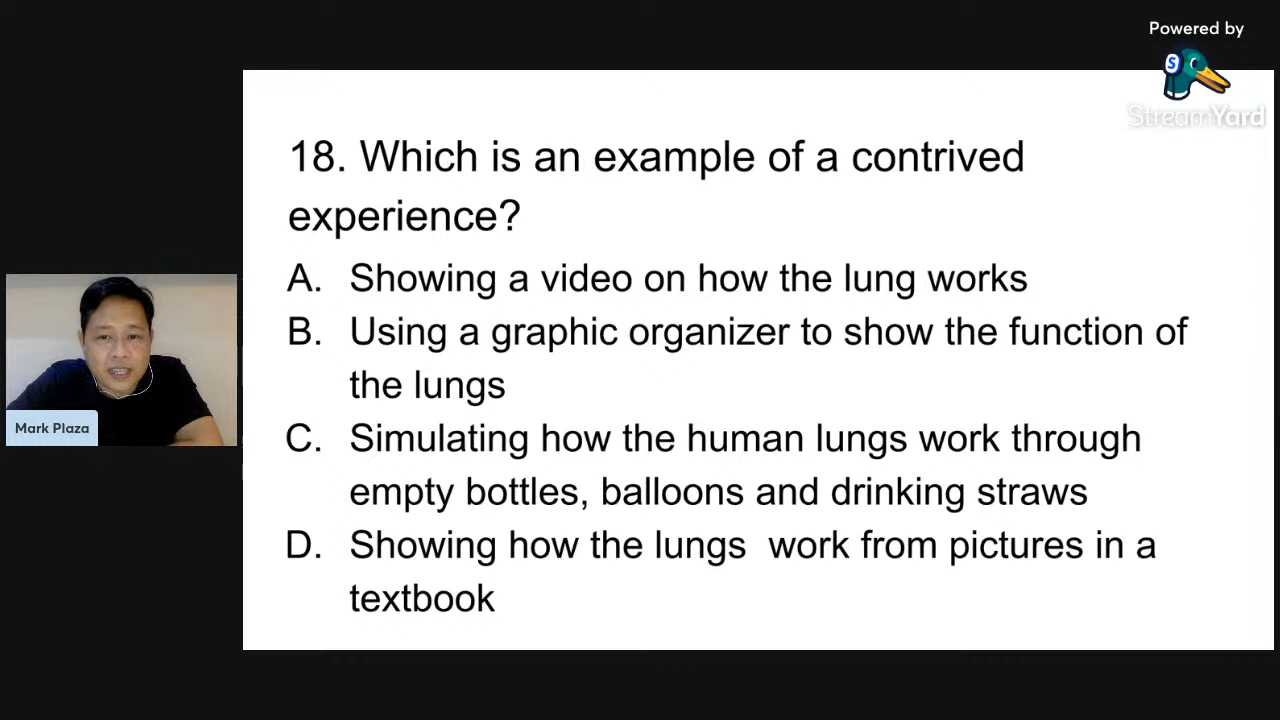 Powered by
StreamYard
18. Which is an example of a contrived
experience?
A. Showing a video on how the lung works
B. Using a graphic organizer to show the function of
the lungs
C. Simulating how the human lungs work through
empty bottles, balloons and drinking straws
D. Showing how the lungs work from pictures in a
textbook
Mark Plaza